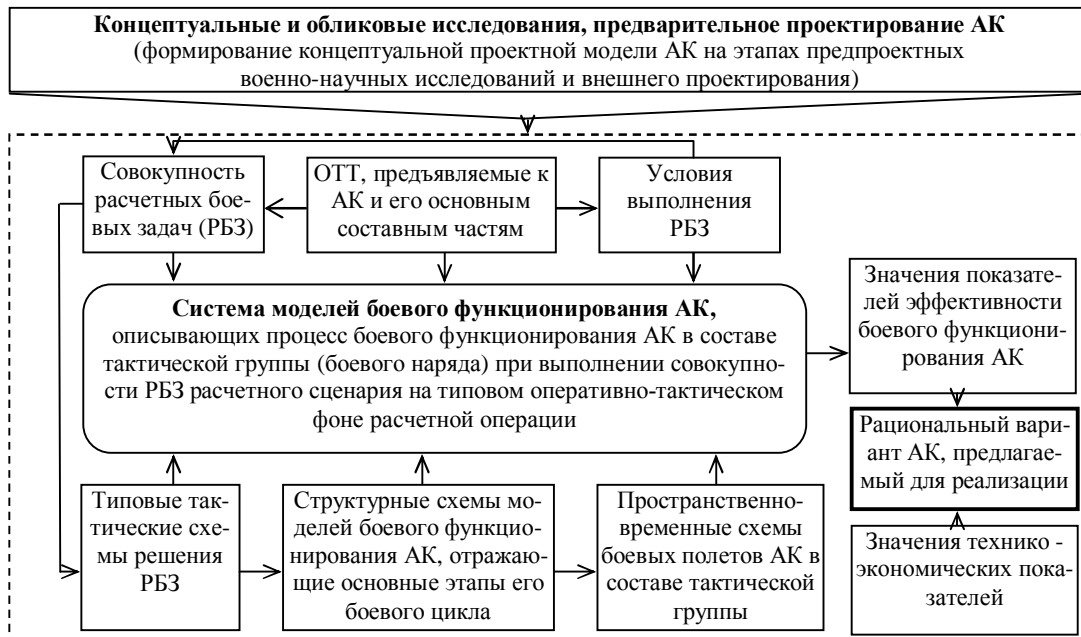 Концептуальные и обликовые исследования, предварительное проектирование АК
(формирование концептуальной проектной модели АК на этапах предпроектных
военно-научных исследований и внешнего проектирования)
Совокупность
расчетных бое-
вых задач (РБЗ)
ОТТ, предъявляемые к
АК и его основным
составным частям
Условия
выполнения
РБЗ
Система моделей боевого функционирования АК,
описывающих процесс боевого функционирования АК в составе
тактической группы (боевого наряда) при выполнении совокупно-
сти РБЗ расчетного сценария на типовом оперативно-тактическом
фоне расчетной операции
Значения показате-
лей эффективности
боевого функциони-
рования АК
Рациональный вари-
ант АК, предлагае-
мый для реализации
Типовые так-
тические схе-
мы решения
РБЗ
Структурные схемы мо-
делей боевого функцио-
нирования АК, отражаю-
щие основные этапы его
боевого цикла
Пространственно-
временные схемы
боевых полетов АК в
составе тактической
группы
Значения технико -
экономических пока-
зателей